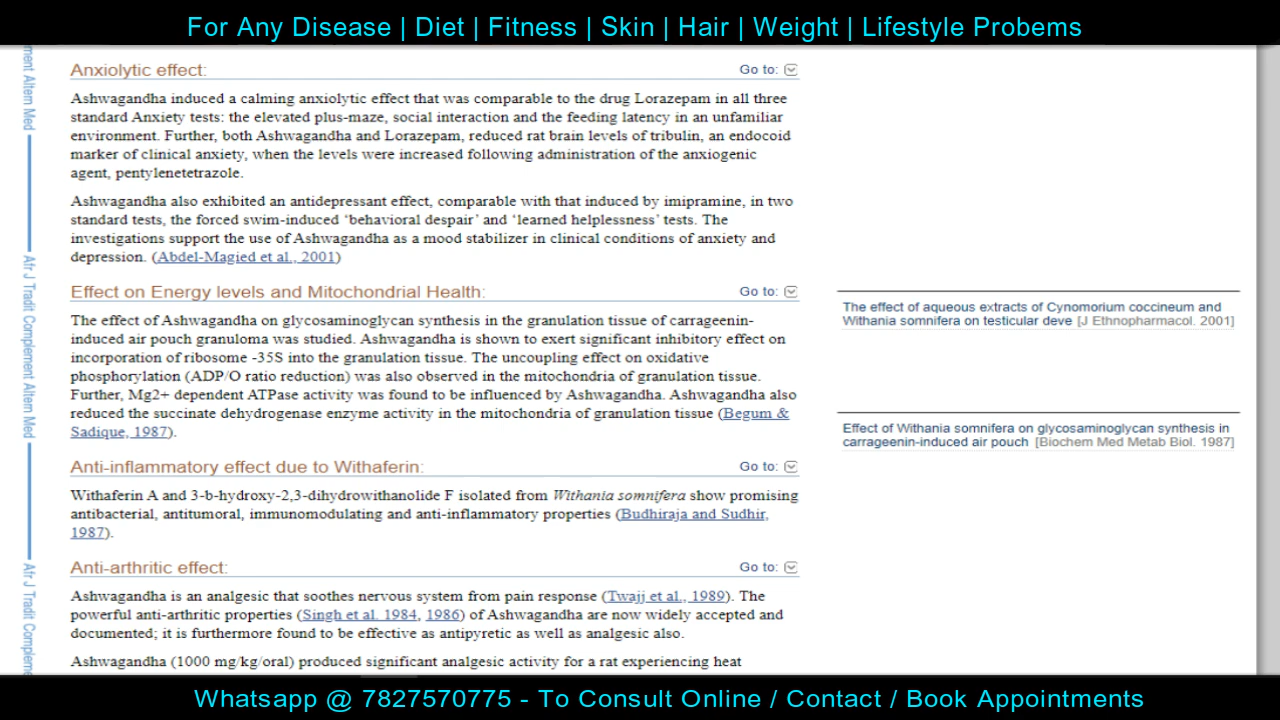 For Any Disease | Diet | Fitness | Skin | Hair | Weight | Lifestyle Probems
ment Altern Med
Afr J Tradit Complement Altern Med
Afr J Tradit Compleme
Anxiolytic effect:
Go to:
Ashwagandha induced a calming anxiolytic effect that was comparable to the drug Lorazepam in all three
standard Anxiety tests: the elevated plus-maze, social interaction and the feeding latency in an unfamiliar
environment. Further, both Ashwagandha and Lorazepam, reduced rat brain levels of tribulin, an endocoid
marker of clinical anxiety, when the levels were increased following administration of the anxiogenic
agent, pentylenetetrazole.
Ashwagandha also exhibited an antidepressant effect, comparable with that induced by imipramine, in two
standard tests, the forced swim-induced ‘behavioral despair’ and ‘learned helplessness’ tests. The
investigations support the use of Ashwagandha as a mood stabilizer in clinical conditions of anxiety and
depression. (Abdel-Magied et al., 2001)
Effect on Energy levels and Mitochondrial Health:
Go to:
The effect of Ashwagandha on glycosaminoglycan synthesis in the granulation tissue of carrageenin-
induced air pouch granuloma was studied. Ashwagandha is shown to exert significant inhibitory effect on
incorporation of ribosome -35S into the granulation tissue. The uncoupling effect on oxidative
phosphorylation (ADP/O ratio reduction) was also observed in the mitochondria of granulation tissue.
Further, Mg2+ dependent ATPase activity was found to be influenced by Ashwagandha. Ashwagandha also
reduced the succinate dehydrogenase enzyme activity in the mitochondria of granulation tissue (Begum &
Sadique, 1987).
Anti-inflammatory effect due to Withaferin:
Go to:
Withaferin A and 3-b-hydroxy-2,3-dihydrowithanolide F isolated from Withania somnifera show promising
antibacterial, antitumoral, immunomodulating and anti-inflammatory properties (Budhiraja and Sudhir,
1987).
Anti-arthritic effect:
Go to:
Ashwagandha is an analgesic that soothes nervous system from pain response (Twaij et al., 1989). The
powerful anti-arthritic properties (Singh et al. 1984, 1986) of Ashwagandha are now widely accepted and
documented; it is furthermore found to be effective as antipyretic as well as analgesic also.
Ashwagandha (1000 mg/kg/oral) produced significant analgesic activity for a rat experiencing heat
The effect of aqueous extracts of Cynomorium coccineum and
Withania somnifera on testicular deve [J Ethnopharmacol. 2001]
Effect of Withania somnifera on glycosaminoglycan synthesis in
carrageenin-induced air pouch [Biochem Med Metab Biol. 1987]
Whatsapp @ 7827570775 - To Consult Online / Contact / Book Appointments